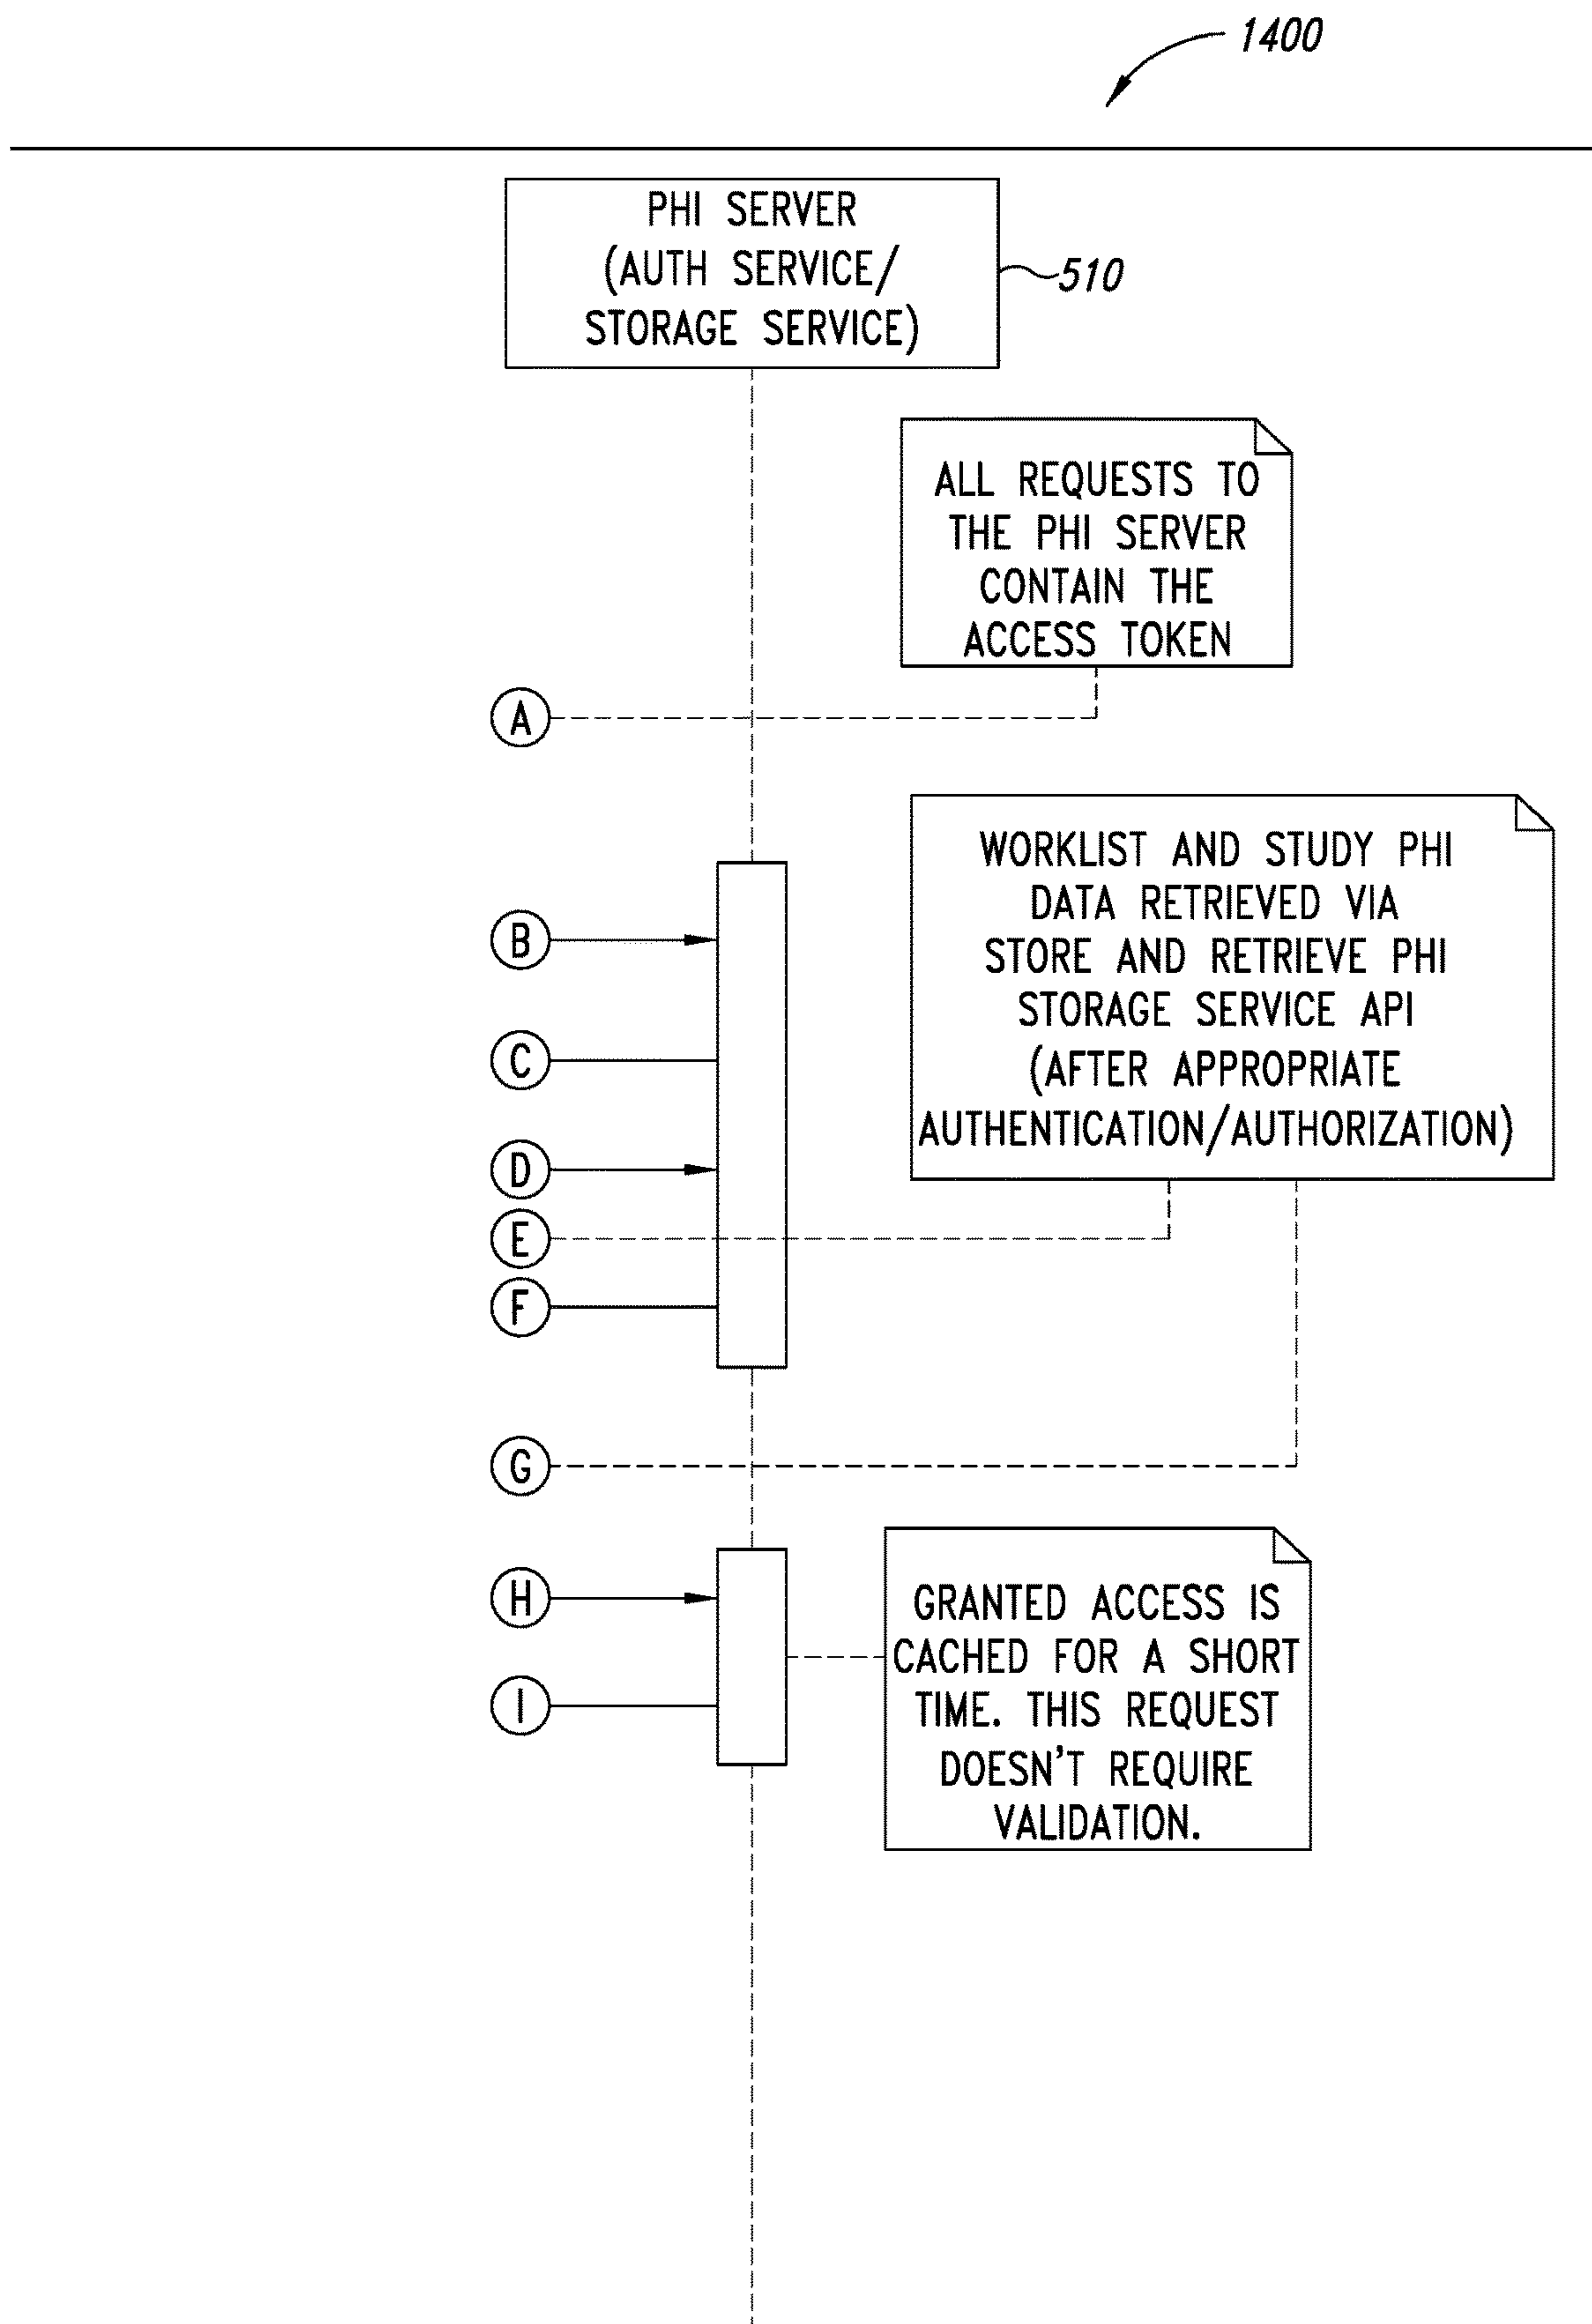 1400
PHI SERVER
(AUTH SERVICE/
STORAGE SERVICE)
510
ALL REQUESTS TO
THE PHI SERVER
CONTAIN THE
ACCESS TOKEN
A
WORKLIST AND STUDY PHI
DATA RETRIEVED VIA
STORE AND RETRIEVE PHI
STORAGE SERVICE API
(AFTER APPROPRIATE
AUTHENTICATION/AUTHORIZATION)
B
C
D
E
F
G
H
I
GRANTED ACCESS IS
CACHED FOR A SHORT
TIME. THIS REQUEST
DOESN'T REQUIRE
VALIDATION.